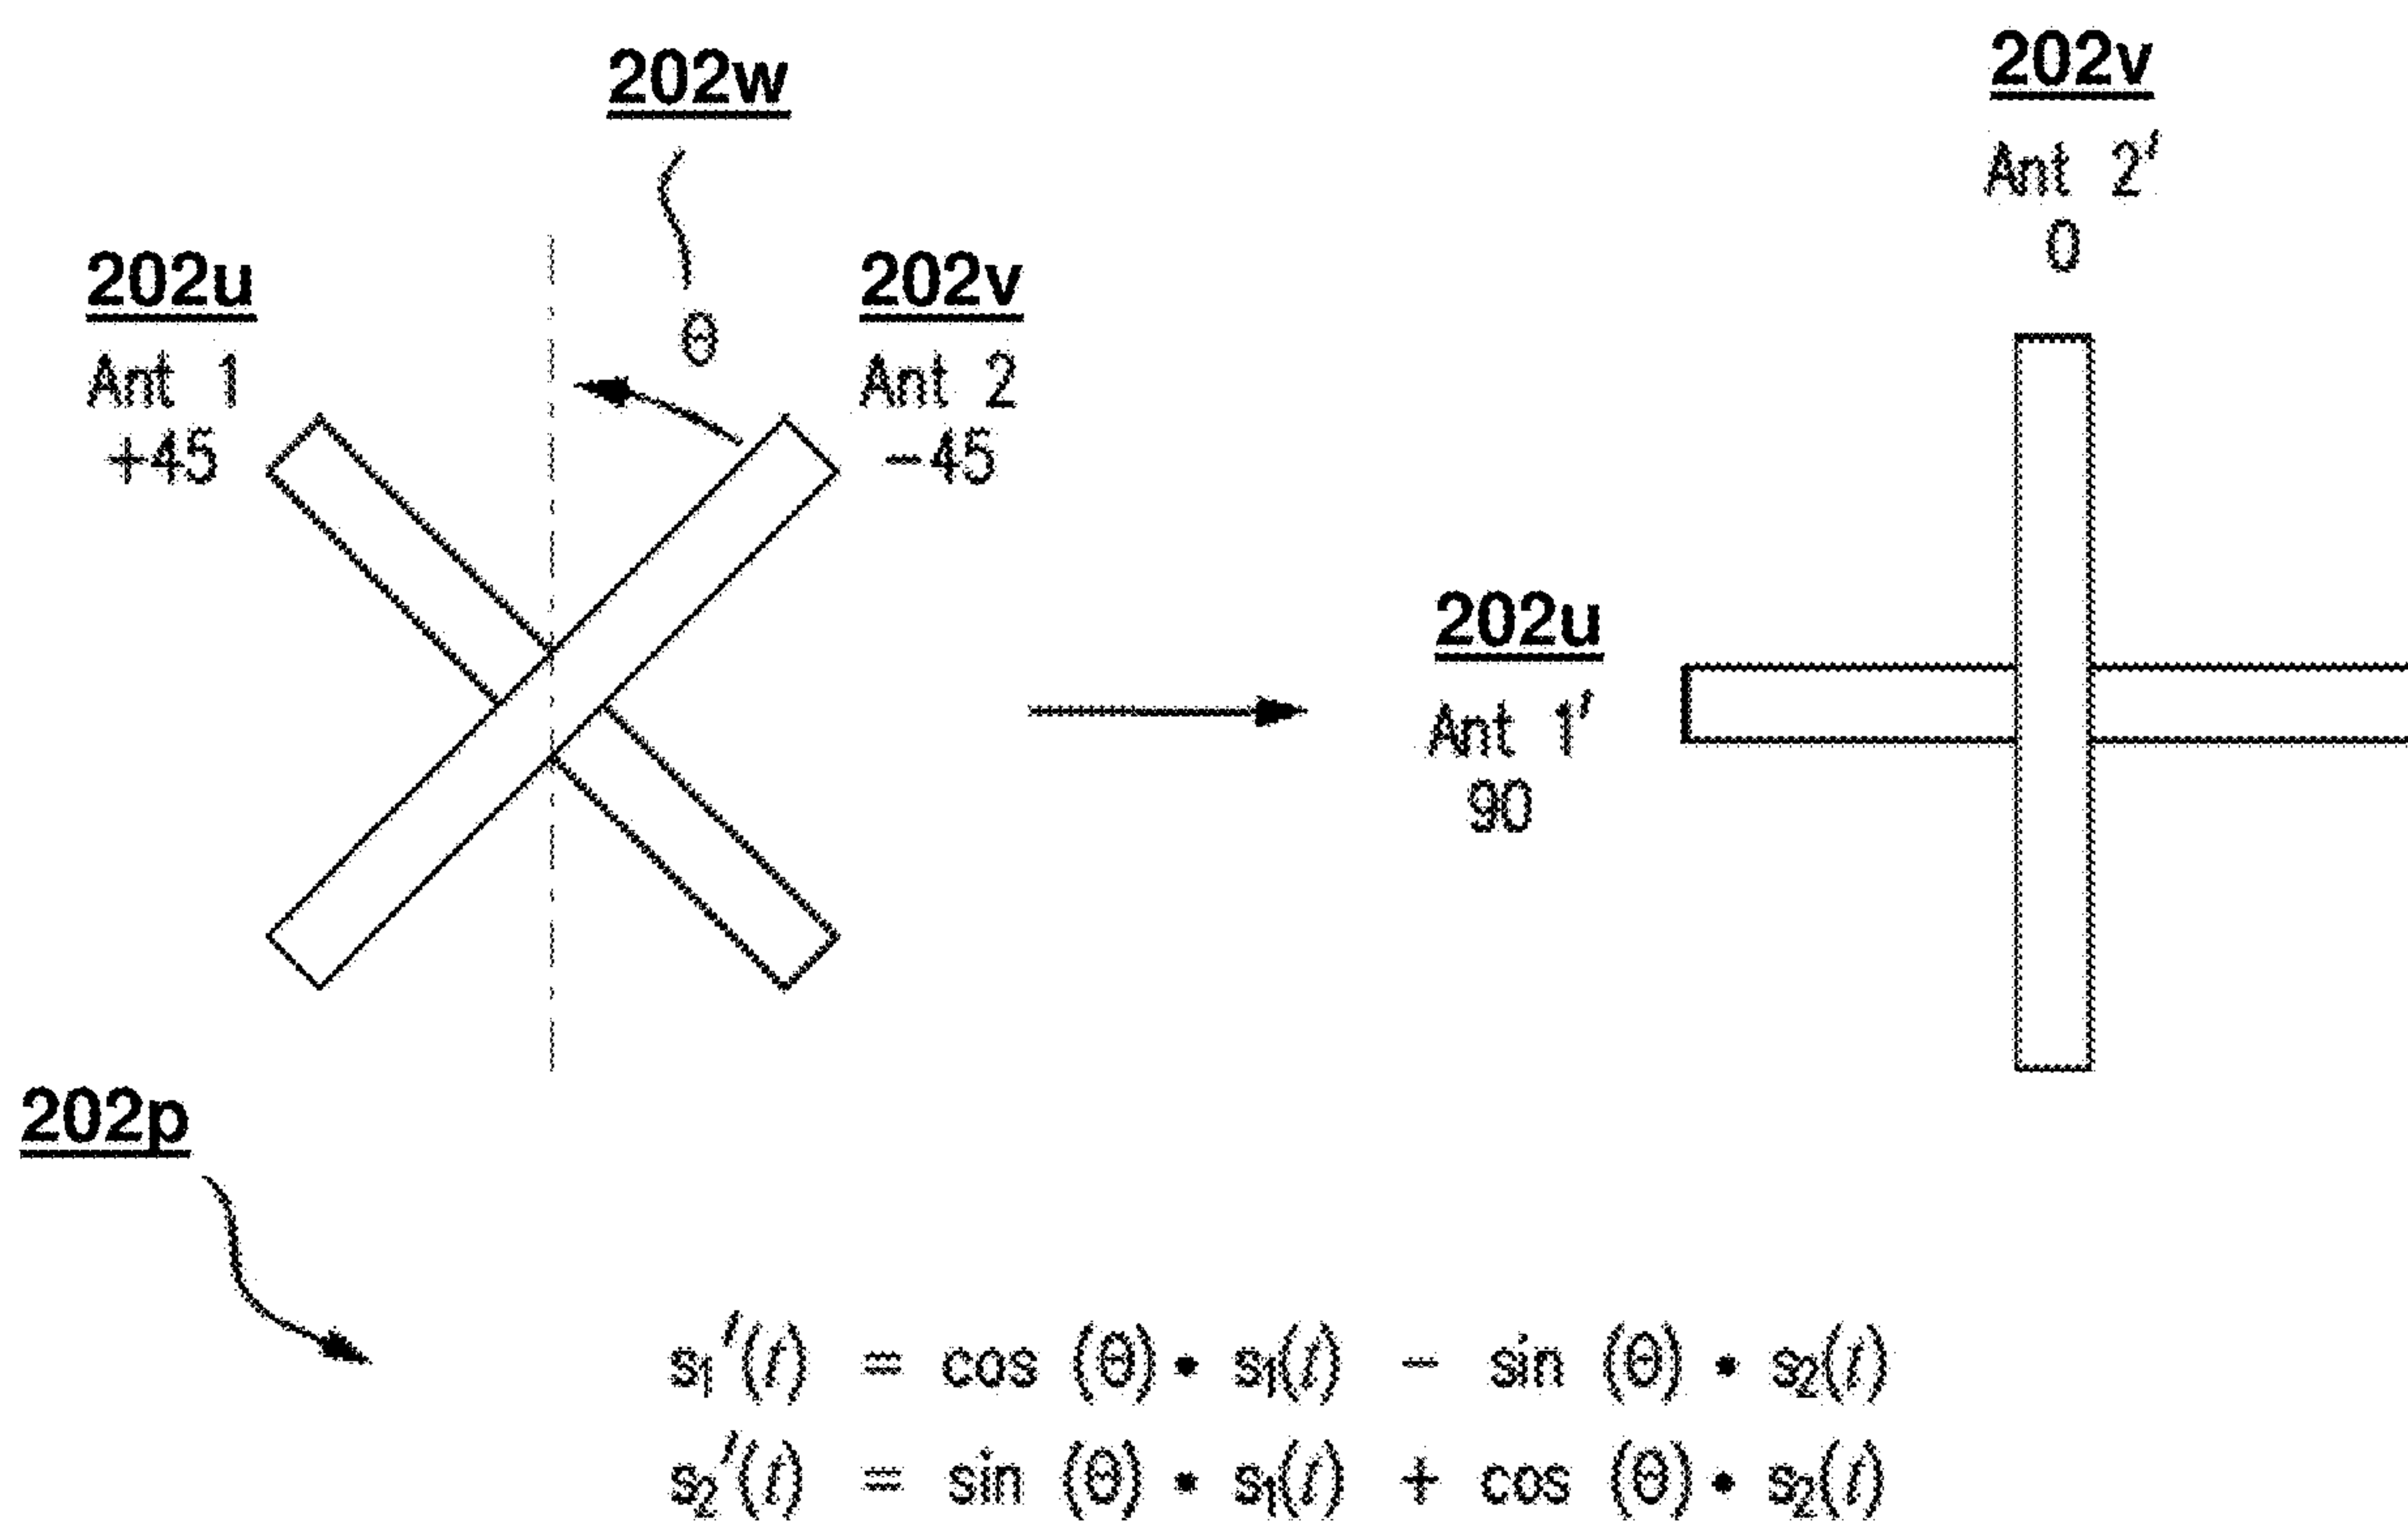 202w
202v
Ant 2′
0
202u
Ant 1
+45
θ
202v
Ant 2
−45
202u
Ant 1′
90
202p
s₁′(t) = cos (θ) • s₁(t) − sin (θ) • s₂(t)
s₂′(t) = sin (θ) • s₁(t) + cos (θ) • s₂(t)